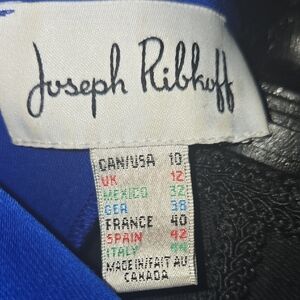 Joseph Ribkoff
CAN/USA 10
UK 12
MEXICO 32
GER 38
FRANCE 40
SPAIN 42
ITALY 44
MADE IN/FAIT AU
CANADA